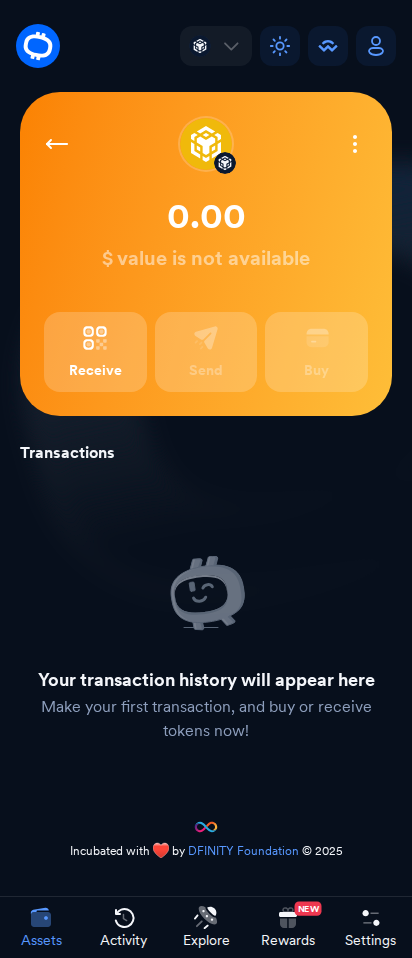 0.00
$ value is not available
Receive
Send
Buy
Transactions
Your transaction history will appear here
Make your first transaction, and buy or receive
tokens now!
Incubated with ❤️ by DFINITY Foundation © 2025
NEW
Assets
Activity
Explore
Rewards
Settings